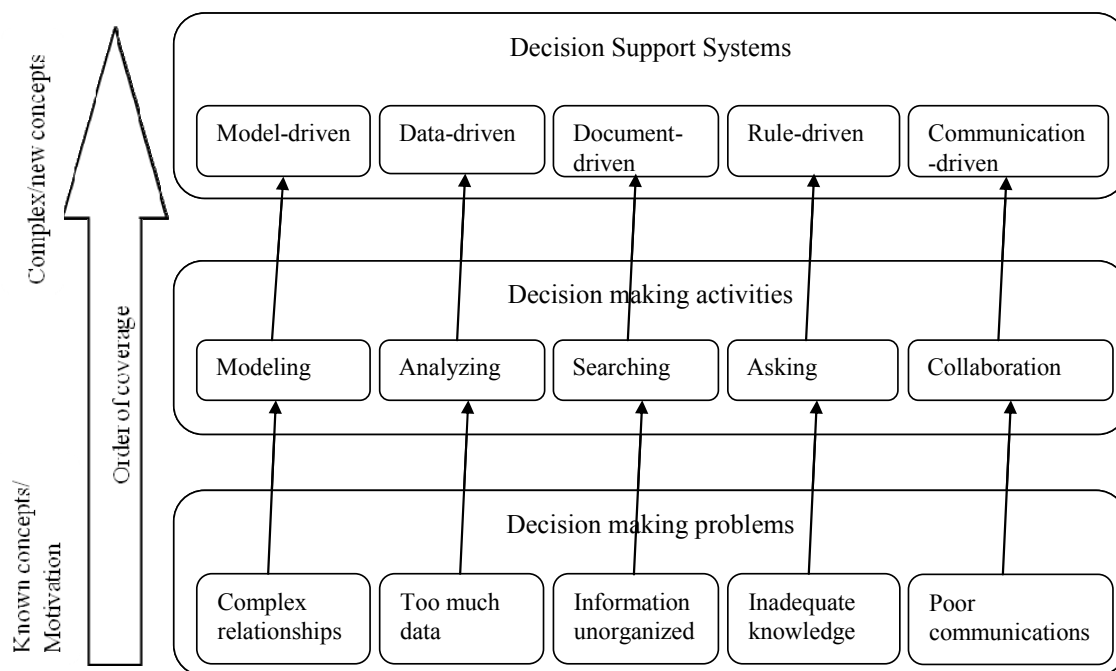 Complex/new concepts
Order of coverage
Known concepts/
Motivation
Decision Support Systems
Model-driven
Data-driven
Document-
driven
Rule-driven
Communication
-driven
Decision making activities
Modeling
Analyzing
Searching
Asking
Collaboration
Decision making problems
Complex
relationships
Too much
data
Information
unorganized
Inadequate
knowledge
Poor
communications